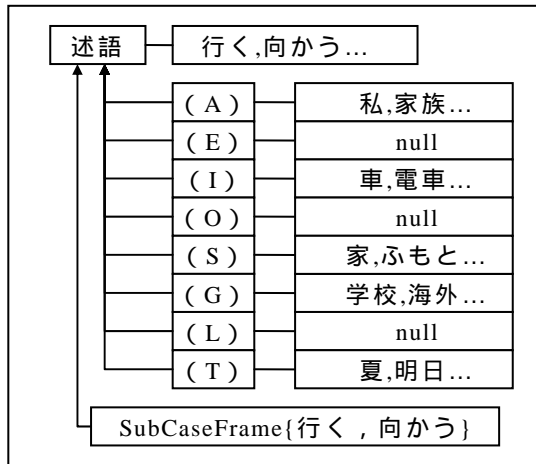 述語 行く,向かう…
(A) 私,家族…
(E) null
(I) 車,電車…
(O) null
(S) 家,ふもと…
(G) 学校,海外…
(L) null
(T) 夏,明日…
SubCaseFrame{行く,向かう}